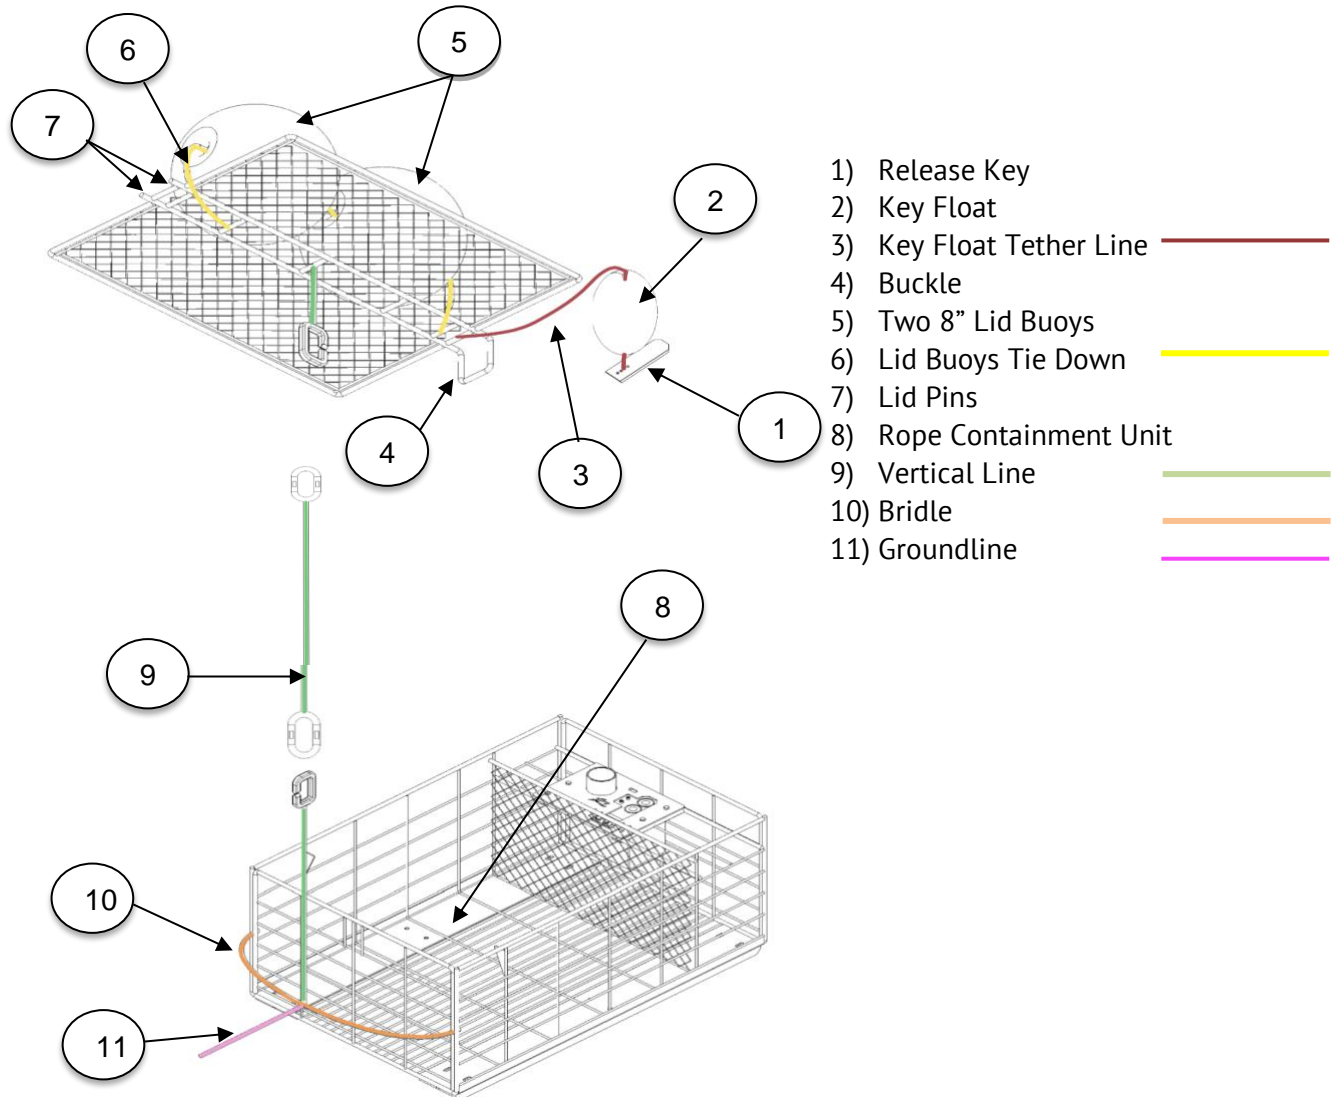 6
5
7
2
1
4
3
8
9
10
11
1) Release Key
2) Key Float
3) Key Float Tether Line
4) Buckle
5) Two 8” Lid Buoys
6) Lid Buoys Tie Down
7) Lid Pins
8) Rope Containment Unit
9) Vertical Line
10) Bridle
11) Groundline